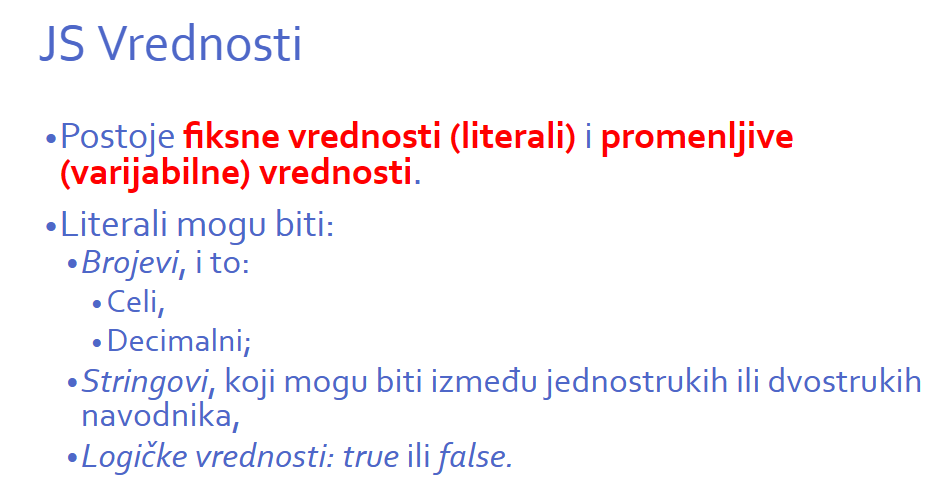 JS Vrednosti
•Postoje fiksne vrednosti (literali) i promenljive
(varijabilne) vrednosti.
•Literali mogu biti:
•Brojevi, i to:
•Celi,
•Decimalni;
•Stringovi, koji mogu biti između jednostrukih ili dvostrukih
navodnika,
•Logičke vrednosti: true ili false.